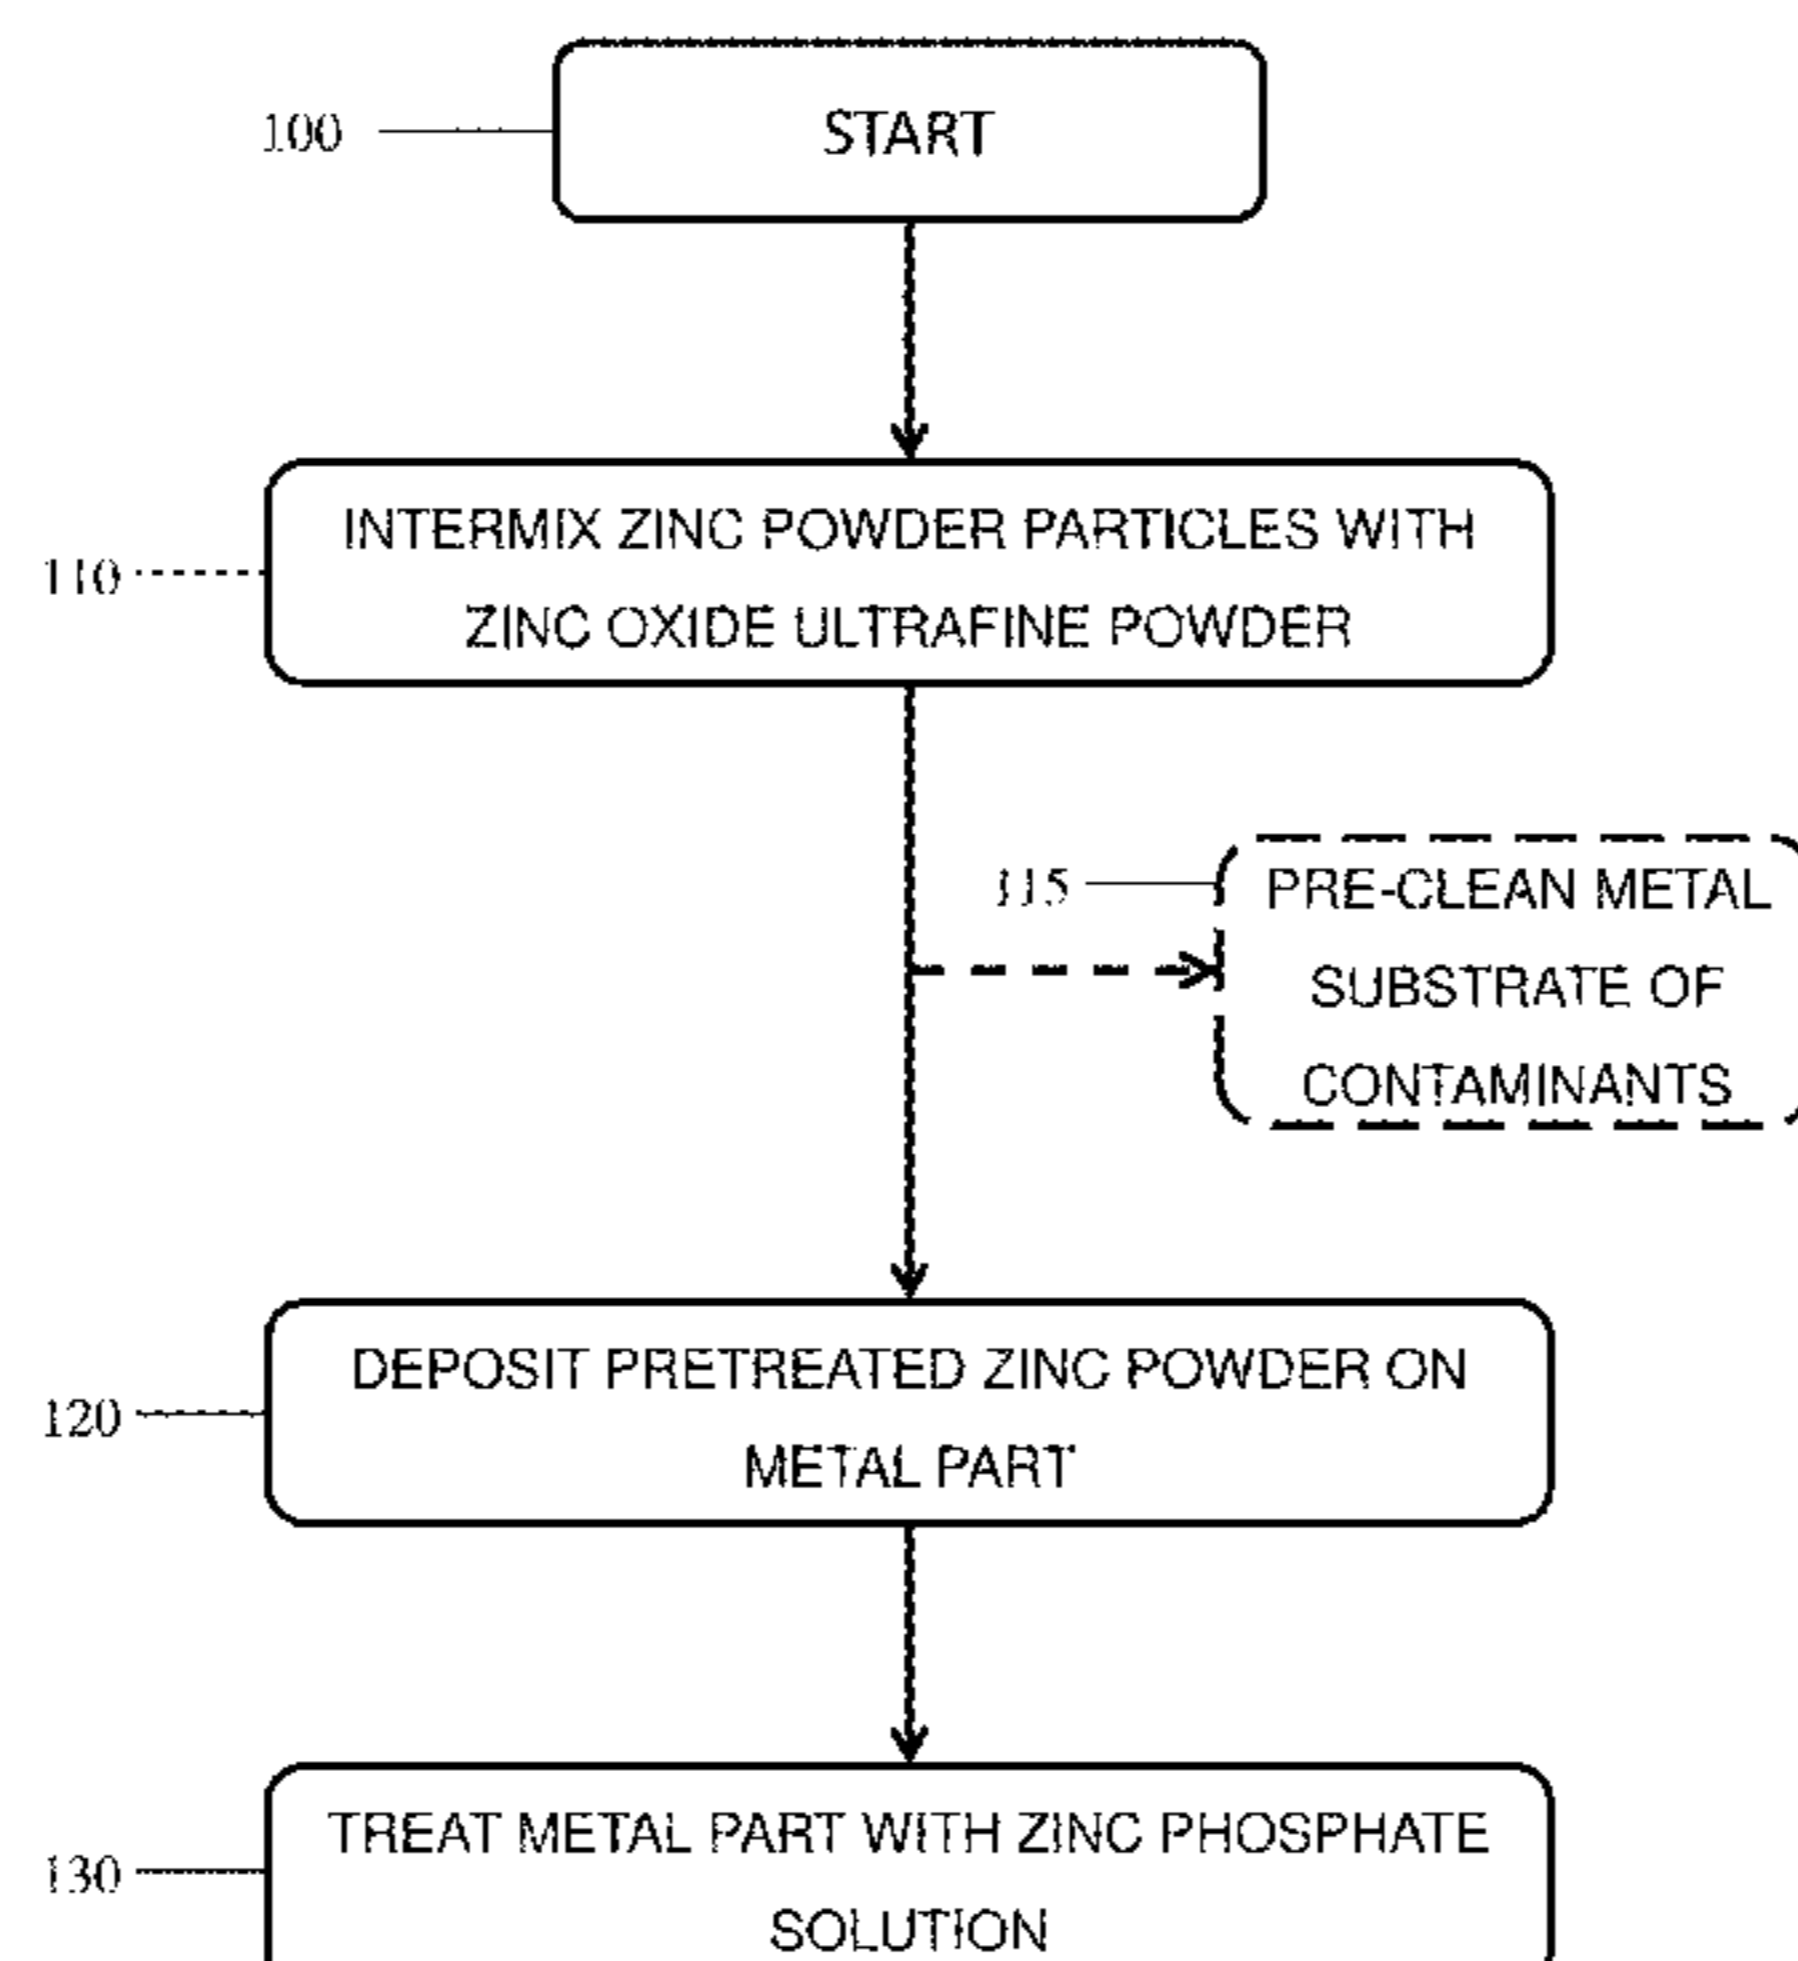 100 START
INTERMIX ZINC POWDER PARTICLES WITH
110
ZINC OXIDE ULTRAFINE POWDER
115 PRE-CLEAN METAL
SUBSTRATE OF
CONTAMINANTS
DEPOSIT PRETREATED ZINC POWDER ON
120
METAL PART
TREAT METAL PART WITH ZINC PHOSPHATE
130
SOLUTION